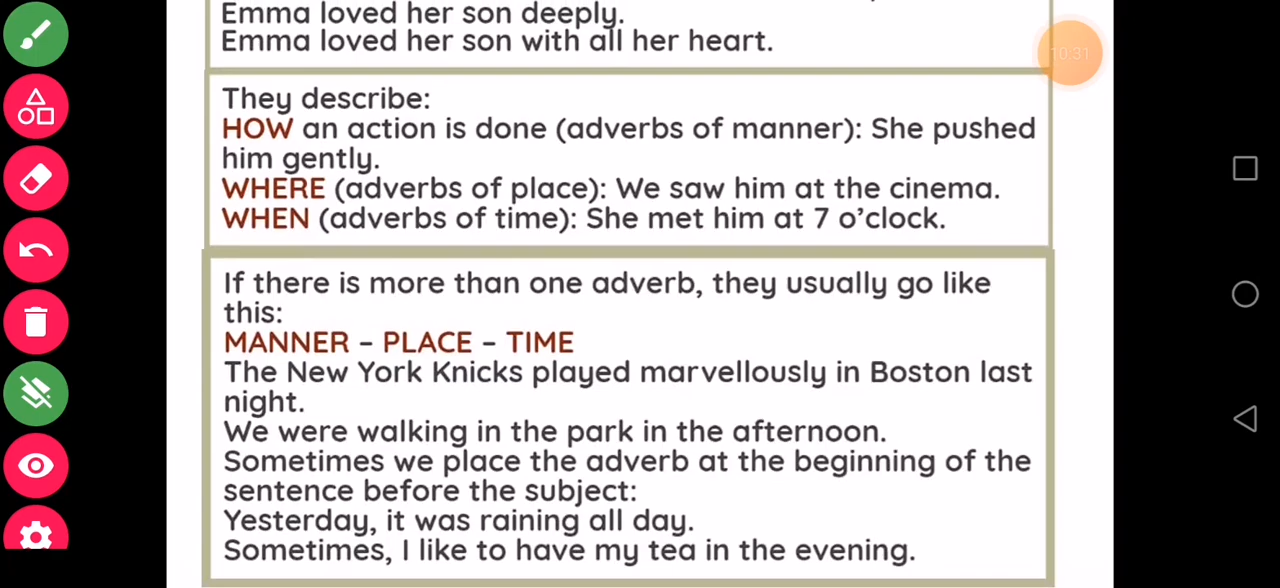 Emma loved her son deeply.
Emma loved her son with all her heart.
10:31
They describe:
HOW an action is done (adverbs of manner): She pushed
him gently.
WHERE (adverbs of place): We saw him at the cinema.
WHEN (adverbs of time): She met him at 7 o’clock.
If there is more than one adverb, they usually go like
this:
MANNER – PLACE – TIME
The New York Knicks played marvellously in Boston last
night.
We were walking in the park in the afternoon.
Sometimes we place the adverb at the beginning of the
sentence before the subject:
Yesterday, it was raining all day.
Sometimes, I like to have my tea in the evening.